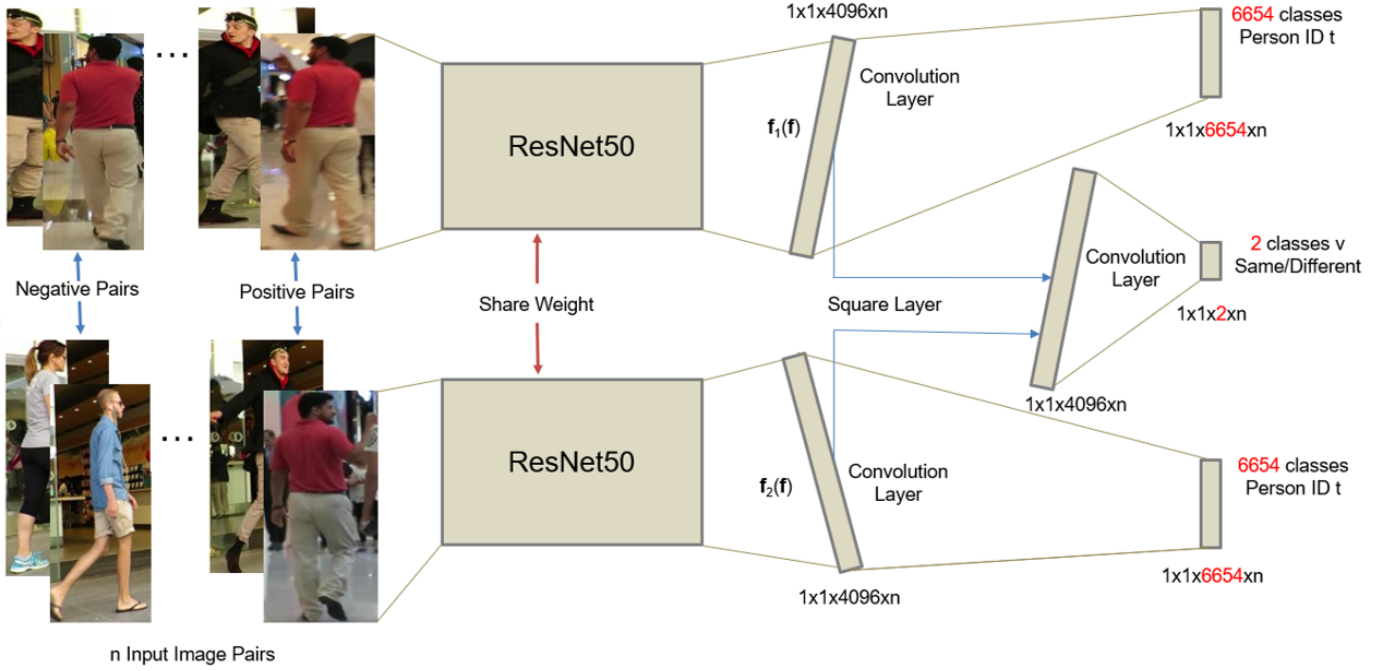 1x1x4096xn
6654 classes
Person ID t
Convolution
Layer
ResNet50
f₁(f)
1x1x6654xn
Negative Pairs
Positive Pairs
Share Weight
Square Layer
Convolution
Layer
2 classes v
Same/Different
1x1x2xn
1x1x4096xn
ResNet50
f₂(f)
Convolution
Layer
6654 classes
Person ID t
1x1x4096xn
1x1x6654xn
n Input Image Pairs